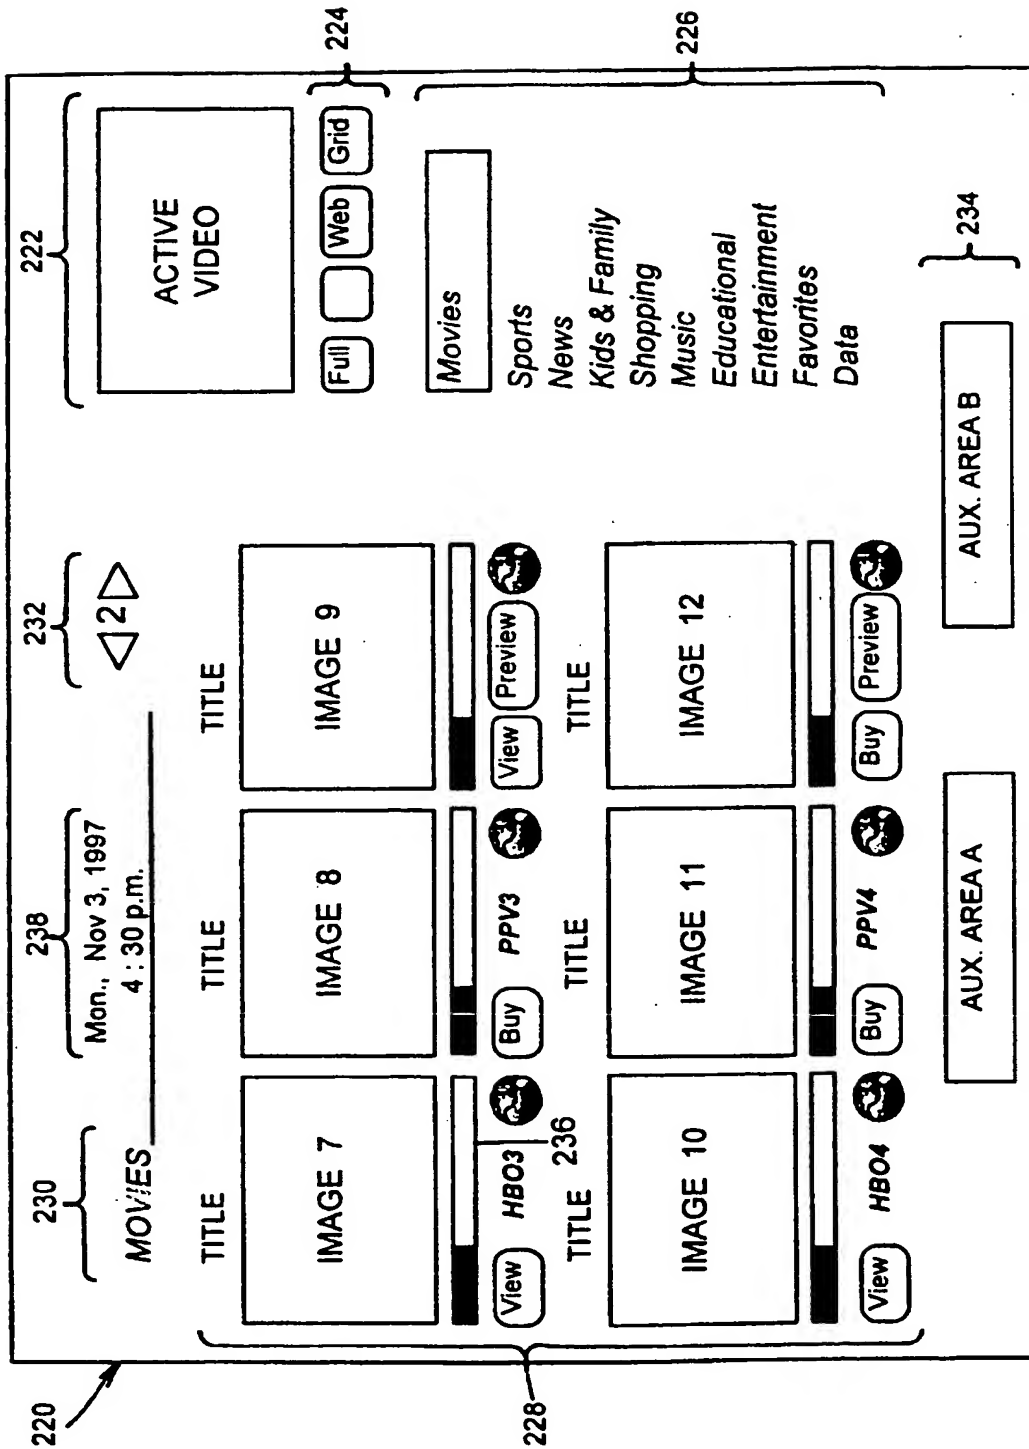 220
230
238
232
222
MOVIES
Mon., Nov 3, 1997
4 : 30 p.m.
2
ACTIVE
VIDEO
224
Full
Web
Grid
226
Movies
Sports
News
Kids & Family
Shopping
Music
Educational
Entertainment
Favorites
Data
228
TITLE
TITLE
TITLE
IMAGE 7
IMAGE 8
IMAGE 9
View HBO3
Buy PPV3
View Preview
236
TITLE
TITLE
TITLE
IMAGE 10
IMAGE 11
IMAGE 12
View HBO4
Buy PPV4
Buy Preview
AUX. AREA A
AUX. AREA B
234